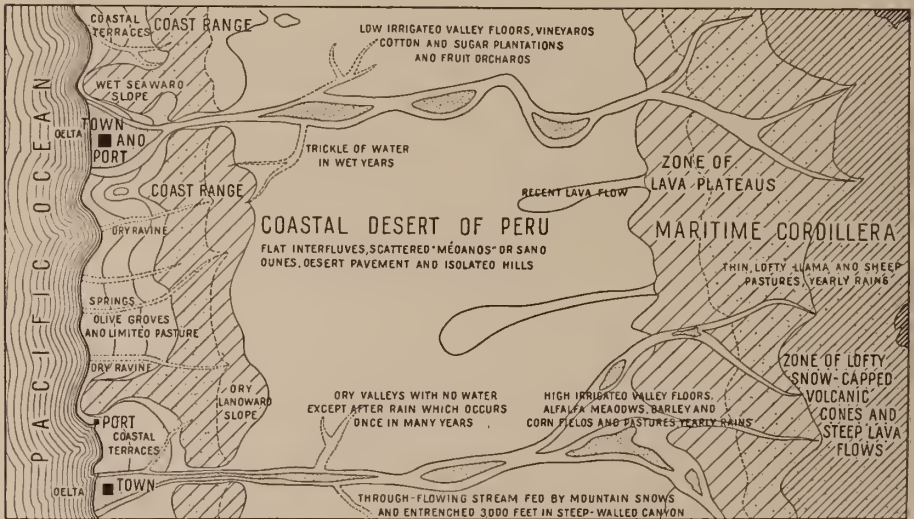 COASTAL
TERRACES
COAST RANGE
LOW IRRIGATED VALLEY FLOORS, VINEYARDS
COTTON AND SUGAR PLANTATIONS
AND FRUIT ORCHARDS
WET SEAWARD
SLOPE
PACIFIC OCEAN
DELTA
TOWN
AND
PORT
TRICKLE OF WATER
IN WET YEARS
ZONE OF
LAVA PLATEAUS
COAST RANGE
RECENT LAVA FLOW
DRY RAVINE
COASTAL DESERT OF PERU
FLAT INTERFLUVES, SCATTERED "MÉDANOS" OR SAND
DUNES, DESERT PAVEMENT AND ISOLATED HILLS
MARITIME CORDILLERA
THIN, LOFTY LLAMA AND SHEEP
PASTURES, YEARLY RAINS
SPRINGS
OLIVE GROVES
AND LIMITED PASTURE
DRY RAVINE
ZONE OF LOFTY
SNOW-CAPPED
VOLCANIC
CONES AND
STEEP LAVA
FLOWS
DRY
LANDWARD
SLOPE
DRY VALLEYS WITH NO WATER
EXCEPT AFTER RAIN WHICH OCCURS
ONCE IN MANY YEARS
HIGH IRRIGATED VALLEY FLOORS.
ALFALFA MEADOWS, BARLEY AND
CORN FIELDS AND PASTURES YEARLY RAINS
PORT
COASTAL
TERRACES
DELTA
TOWN
THROUGH-FLOWING STREAM FED BY MOUNTAIN SNOWS
AND ENTRENCHED 3,000 FEET IN STEEP-WALLED CANYON